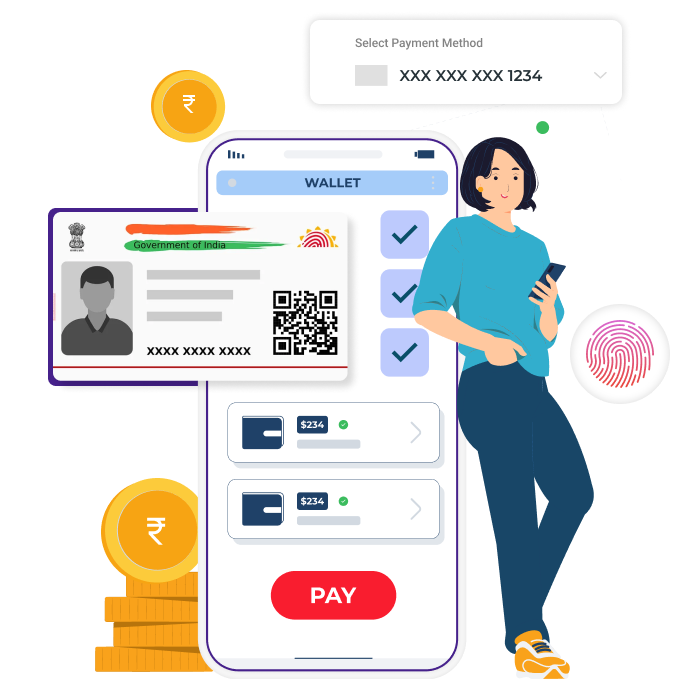 Select Payment Method
XXX XXX XXX 1234
₹
WALLET
Government of India
XXXX XXXX XXXX
$234
$234
₹
PAY